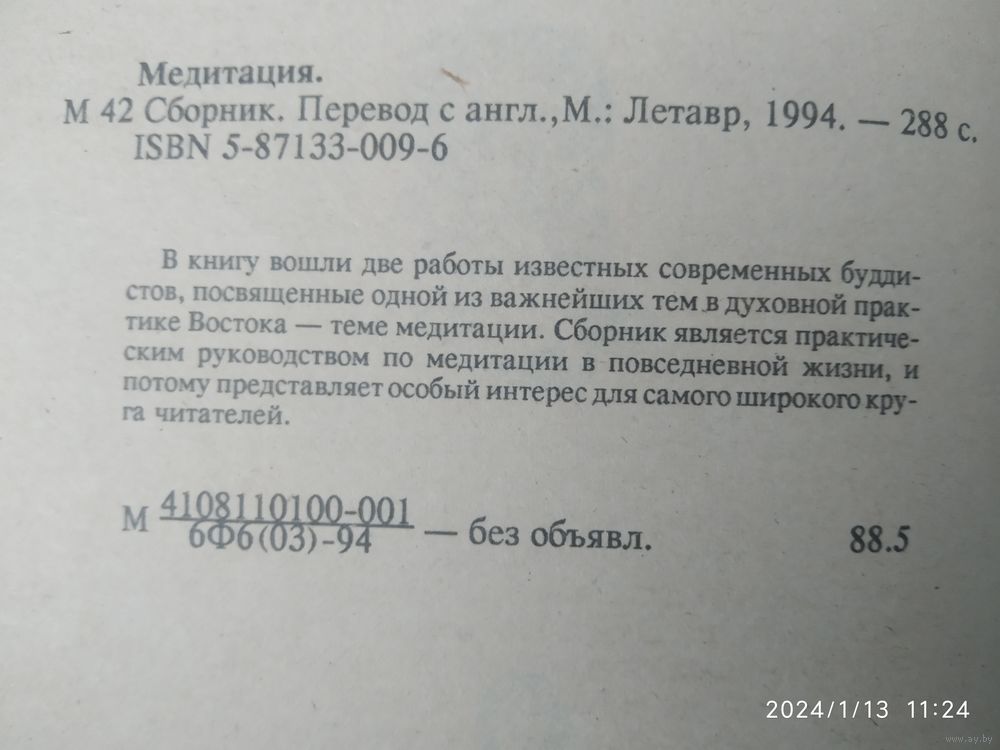 Медитация.
М 42 Сборник. Перевод с англ.,М.: Летавр, 1994. — 288 с.
ISBN 5-87133-009-6
В книгу вошли две работы известных современных будди-
стов, посвященные одной из важнейших тем в духовной прак-
тике Востока — теме медитации. Сборник является практиче-
ским руководством по медитации в повседневной жизни, и
потому представляет особый интерес для самого широкого кру-
га читателей.
М 4108110100-001
6Ф6(03)-94 — без объявл. 88.5
2024/1/13 11:24
www.ay.by